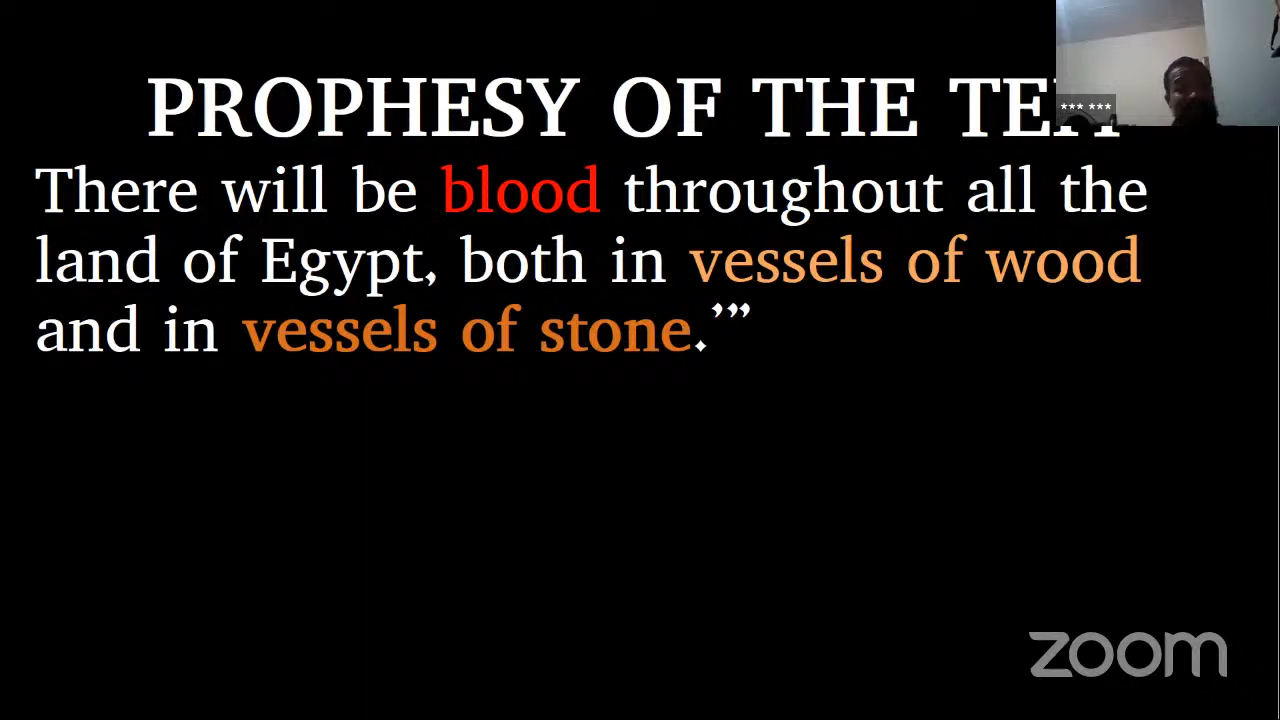 PROPHESY OF THE
There will be blood throughout all the
land of Egypt, both in vessels of wood
and in vessels of stone.’”’
*** ***
zoom